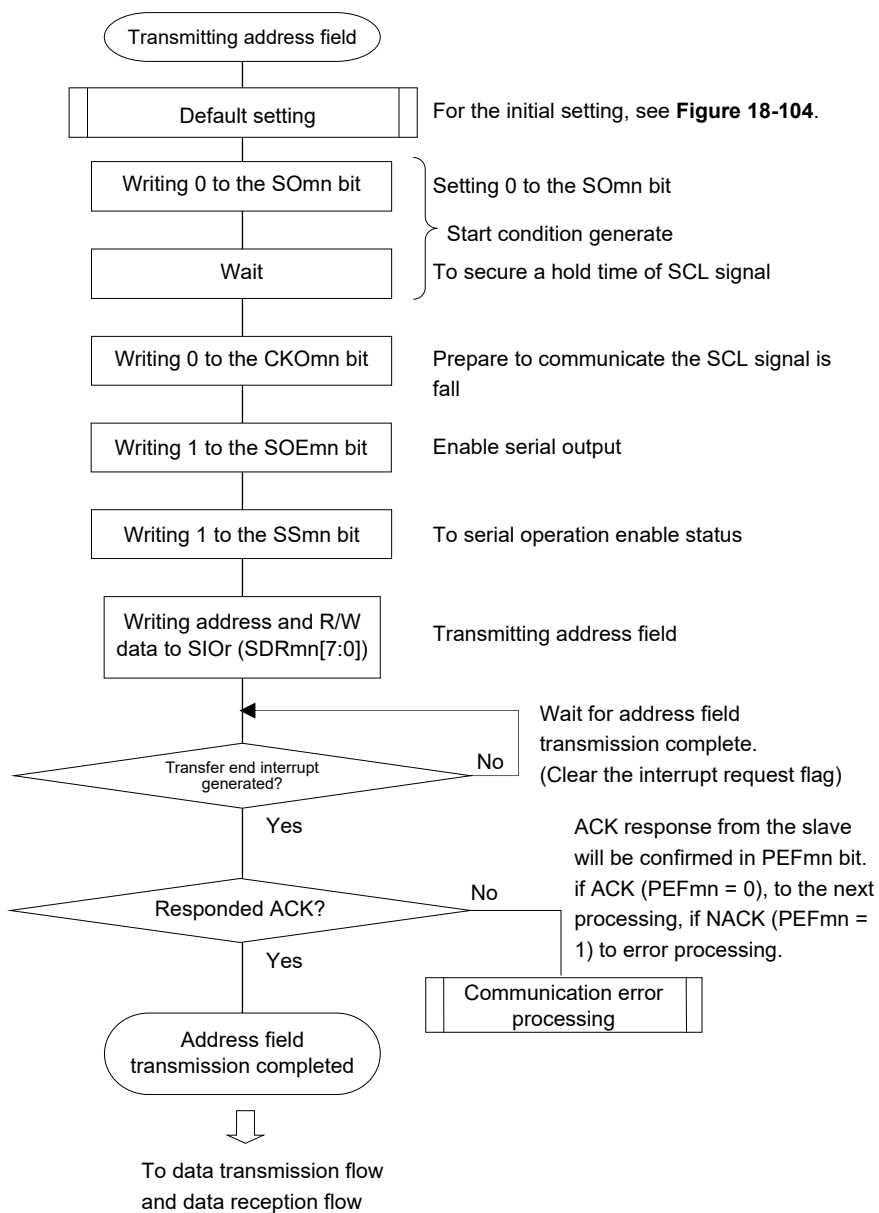 Transmitting address field
Default setting
For the initial setting, see Figure 18-104.
Writing 0 to the SOmn bit
Setting 0 to the SOmn bit
Start condition generate
Wait
To secure a hold time of SCL signal
Writing 0 to the CKOmn bit
Prepare to communicate the SCL signal is
fall
Writing 1 to the SOEmn bit
Enable serial output
Writing 1 to the SSmn bit
To serial operation enable status
Writing address and R/W
data to SIOr (SDRmn[7:0])
Transmitting address field
Transfer end interrupt
generated?
No
Wait for address field
transmission complete.
(Clear the interrupt request flag)
Yes
Responded ACK?
No
ACK response from the slave
will be confirmed in PEFmn bit.
if ACK (PEFmn = 0), to the next
processing, if NACK (PEFmn =
1) to error processing.
Yes
Communication error
processing
Address field
transmission completed
To data transmission flow
and data reception flow